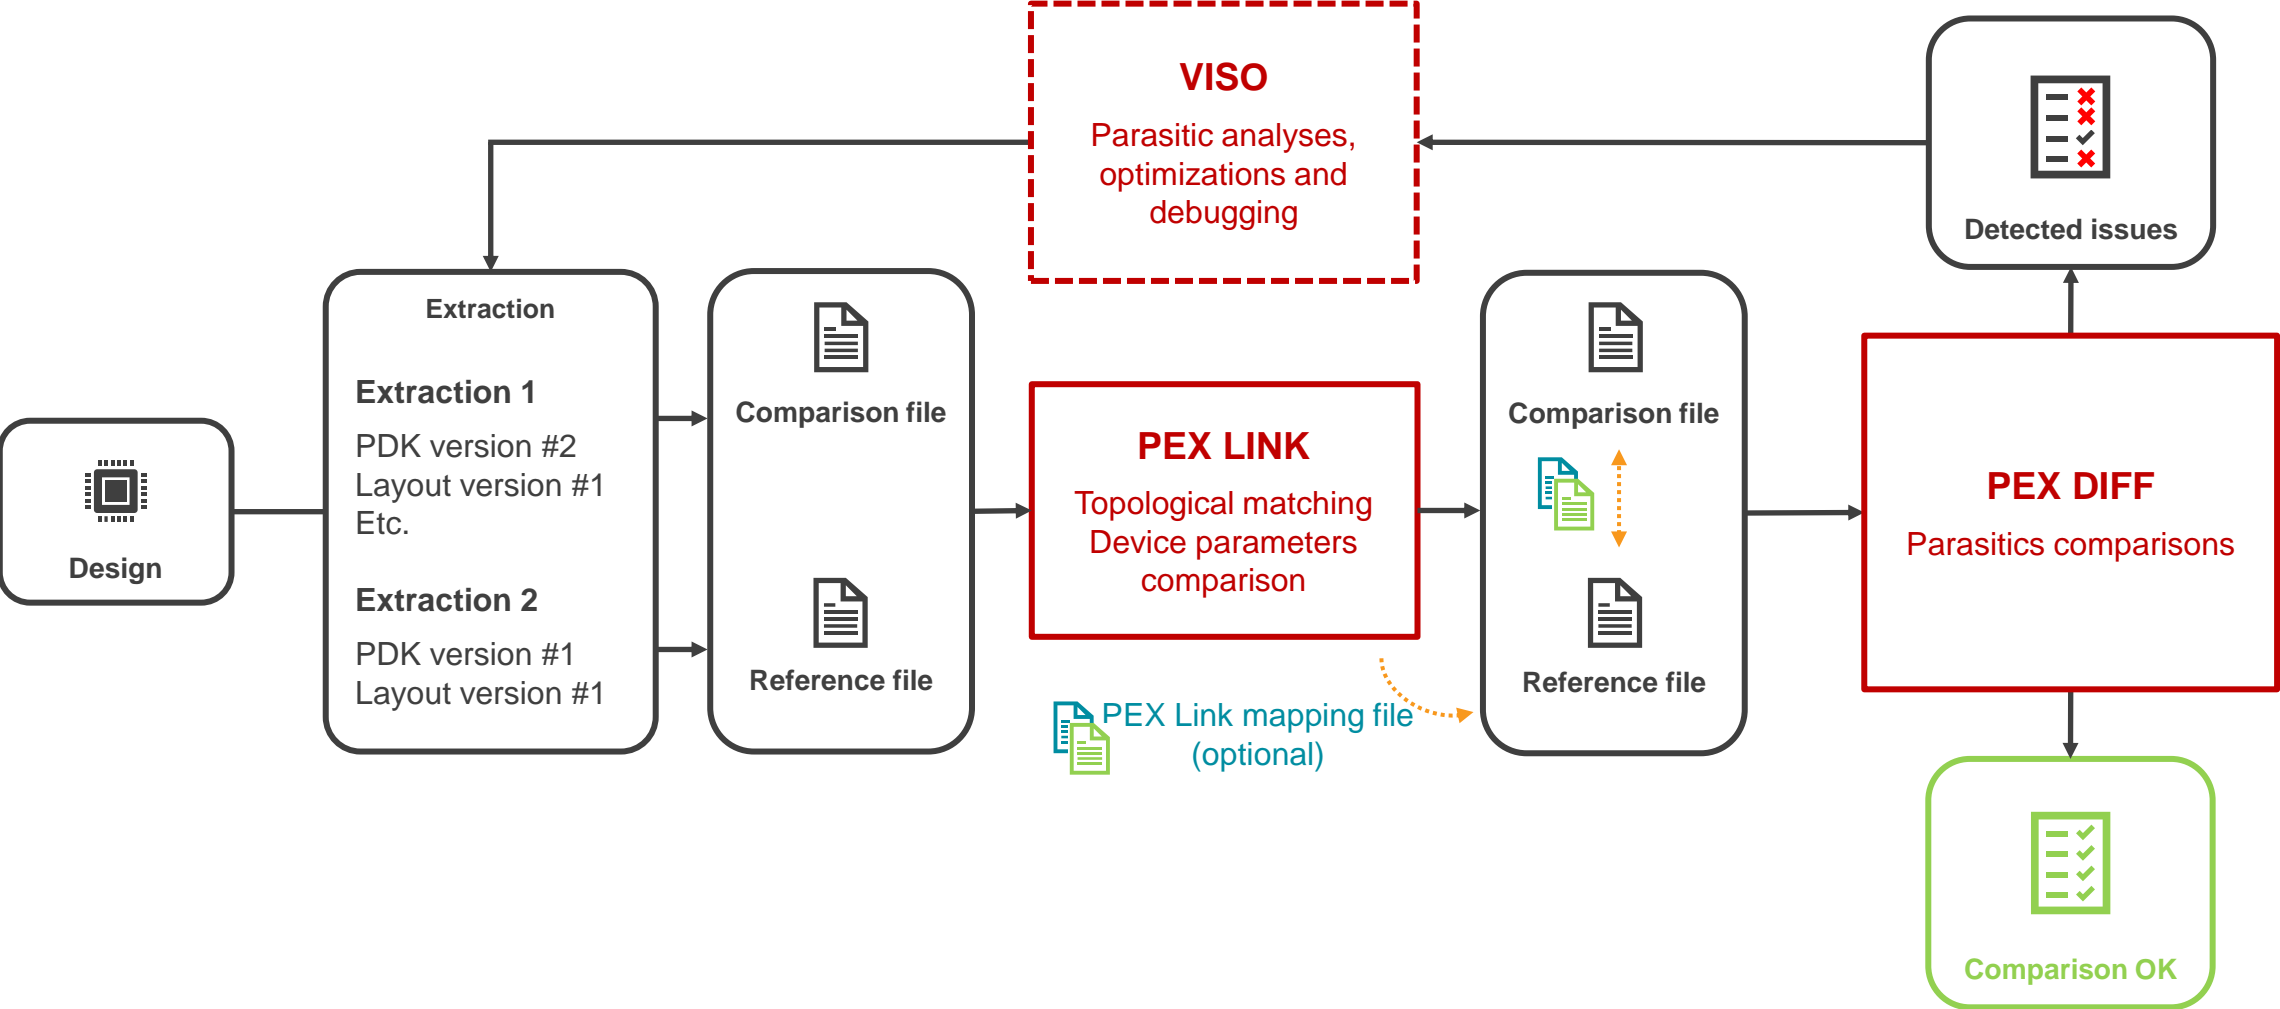 VISO
Parasitic analyses,
optimizations and
debugging
Detected issues
Extraction
Extraction 1
PDK version #2
Layout version #1
Etc.
Extraction 2
PDK version #1
Layout version #1
Design
Comparison file
Reference file
PEX LINK
Topological matching
Device parameters
comparison
PEX Link mapping file
(optional)
Comparison file
Reference file
PEX DIFF
Parasitics comparisons
Comparison OK